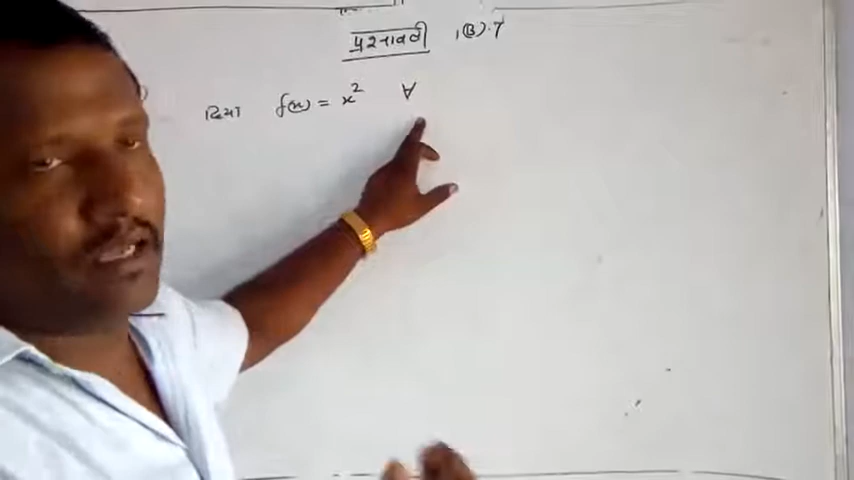 प्रश्नावली 1(B).7
दिया f(x) = x² ∀